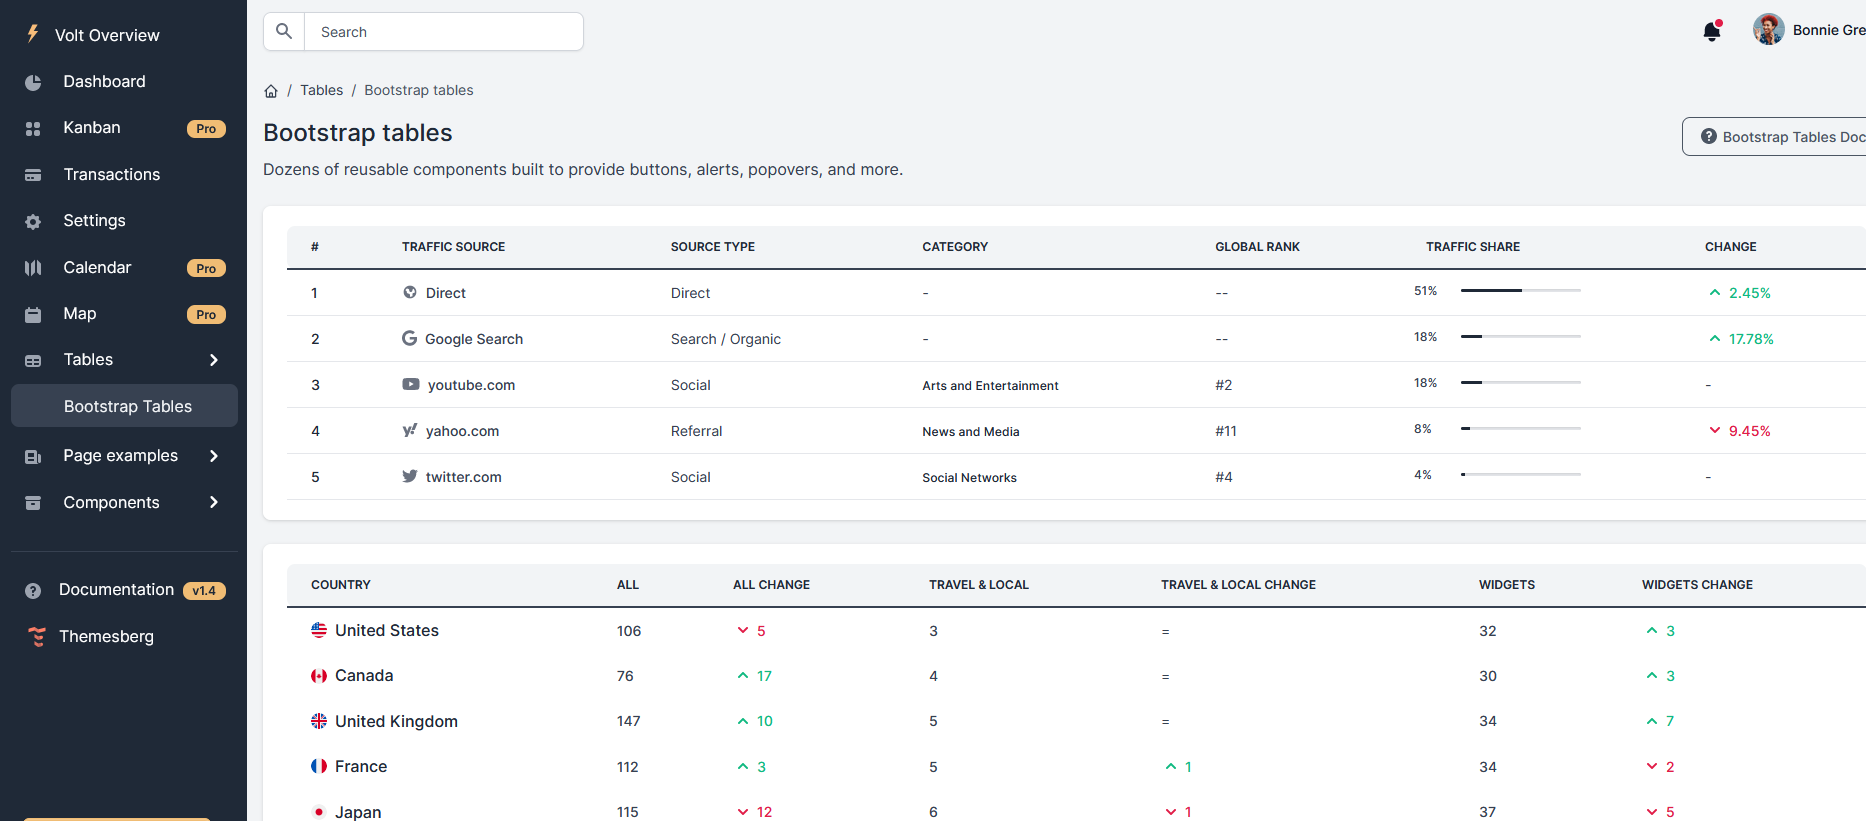 Volt Overview
Dashboard
Kanban Pro
Transactions
Settings
Calendar Pro
Map Pro
Tables
Bootstrap Tables
Page examples
Components
Documentation v1.4
Themesberg
Search
Bonnie Gre
/ Tables / Bootstrap tables
Bootstrap tables
Dozens of reusable components built to provide buttons, alerts, popovers, and more.
Bootstrap Tables Doc
# TRAFFIC SOURCE SOURCE TYPE CATEGORY GLOBAL RANK TRAFFIC SHARE CHANGE
1 Direct Direct - -- 51% 2.45%
2 Google Search Search / Organic - -- 18% 17.78%
3 youtube.com Social Arts and Entertainment #2 18% -
4 yahoo.com Referral News and Media #11 8% 9.45%
5 twitter.com Social Social Networks #4 4% -
COUNTRY ALL ALL CHANGE TRAVEL & LOCAL TRAVEL & LOCAL CHANGE WIDGETS WIDGETS CHANGE
United States 106 5 3 = 32 3
Canada 76 17 4 = 30 3
United Kingdom 147 10 5 = 34 7
France 112 3 5 1 34 2
Japan 115 12 6 1 37 5